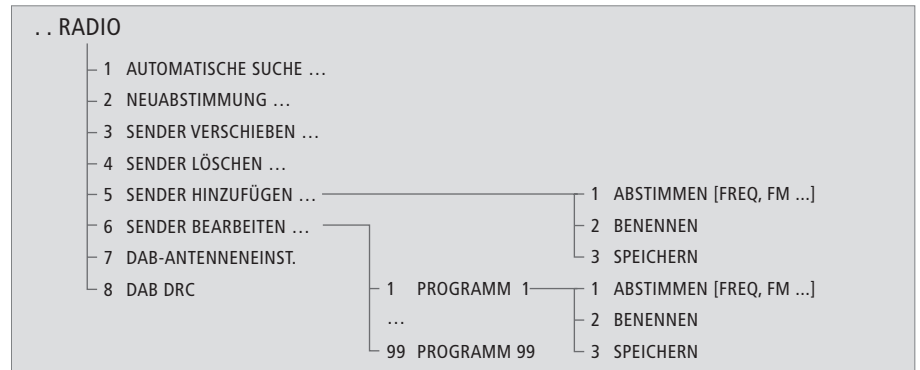 . . RADIO
1 AUTOMATISCHE SUCHE …
2 NEUABSTIMMUNG …
3 SENDER VERSCHIEBEN …
4 SENDER LÖSCHEN …
5 SENDER HINZUFÜGEN … 1 ABSTIMMEN [FREQ, FM ...]
6 SENDER BEARBEITEN … 2 BENENNEN
7 DAB-ANTENNENEINST. 3 SPEICHERN
8 DAB DRC 1 PROGRAMM 1 1 ABSTIMMEN [FREQ, FM ...]
… 2 BENENNEN
99 PROGRAMM 99 3 SPEICHERN